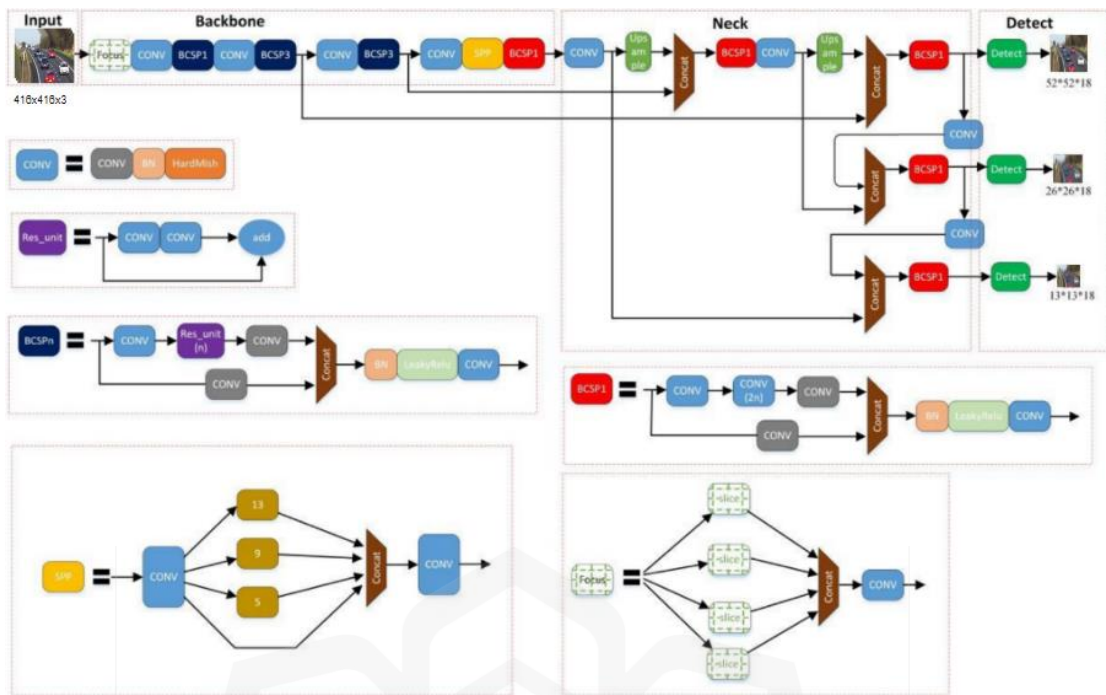 Input
Backbone
Neck
Detect
Focus
CONV
BCSP1
CONV
BCSP3
CONV
BCSP3
CONV
SPP
BCSP1
CONV
Ups
am
ple
Concat
BCSP1
CONV
Ups
am
ple
Concat
BCSP1
Detect
52*52*18
416x416x3
CONV
Concat
BCSP1
Detect
26*26*18
CONV
Concat
BCSP1
Detect
13*13*18
CONV = CONV BN HardMish
Res_unit = CONV CONV add
BCSPn = CONV Res_unit
(n)
CONV
CONV
Concat
BN LeakyRelu CONV
BCSP1 = CONV CONV
(2n)
CONV
CONV
Concat
BN LeakyRelu CONV
SPP = CONV
13
9
5
Concat
CONV
Focus =
slice
slice
slice
slice
Concat
CONV